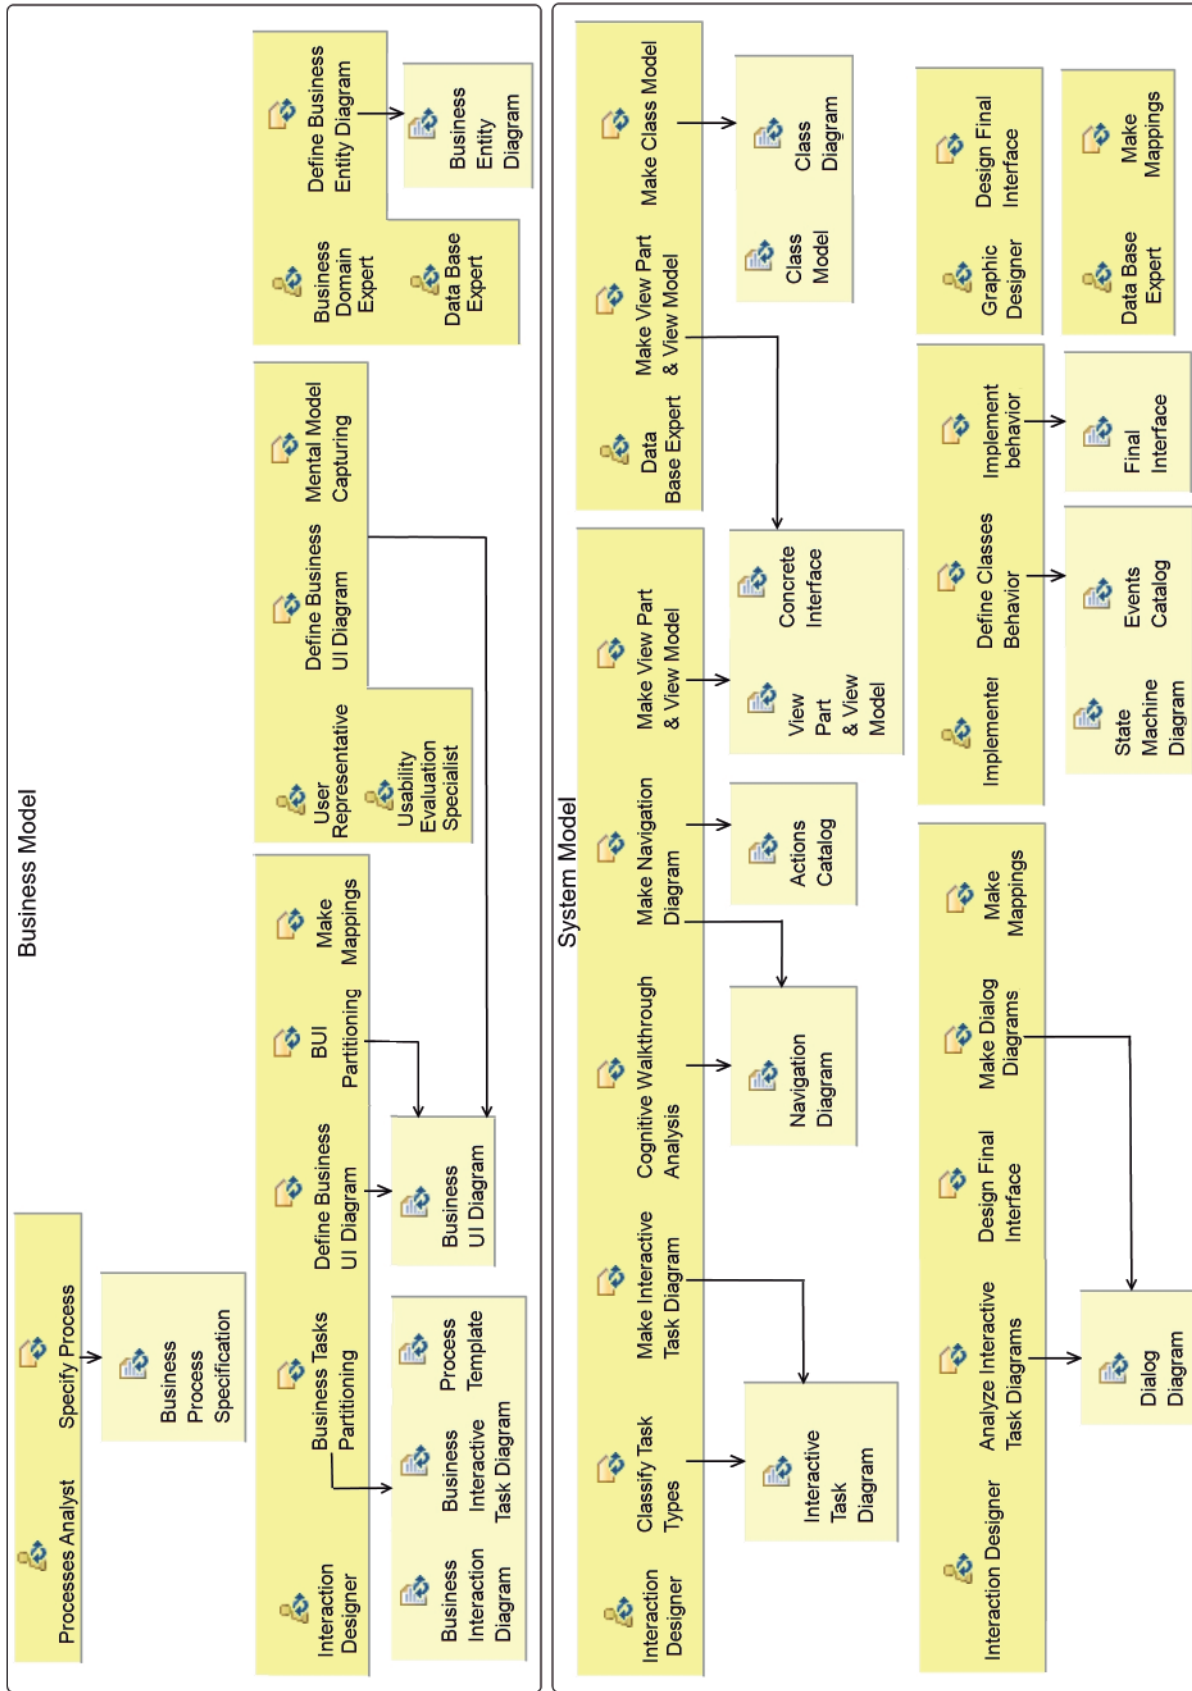 Business Model
Processes Analyst
Specify Process
Business
Process
Specification
Interaction
Designer
Business Tasks
Partitioning
Define Business
UI Diagram
BUI
Partitioning
Make
Mappings
Business
Interaction
Diagram
Business
Interactive
Task Diagram
Process
Template
Business
UI Diagram
User
Representative
Usability
Evaluation
Specialist
Define Business
UI Diagram
Mental Model
Capturing
Business
Domain
Expert
Data Base
Expert
Define Business
Entity Diagram
Business
Entity
Diagram
System Model
Interaction
Designer
Classify Task
Types
Make Interactive
Task Diagram
Cognitive Walkthrough
Analysis
Make Navigation
Diagram
Make View Part
& View Model
Interactive
Task
Diagram
Navigation
Diagram
Actions
Catalog
View
Part
& View
Model
Concrete
Interface
Data
Base Expert
Make View Part
& View Model
Make Class Model
Class
Model
Class
Diagram
Interaction Designer
Analyze Interactive
Task Diagrams
Design Final
Interface
Make Dialog
Diagrams
Make
Mappings
Dialog
Diagram
Implementer
Define Classes
Behavior
Implement
behavior
State
Machine
Diagram
Events
Catalog
Final
Interface
Graphic
Designer
Design Final
Interface
Data Base
Expert
Make
Mappings